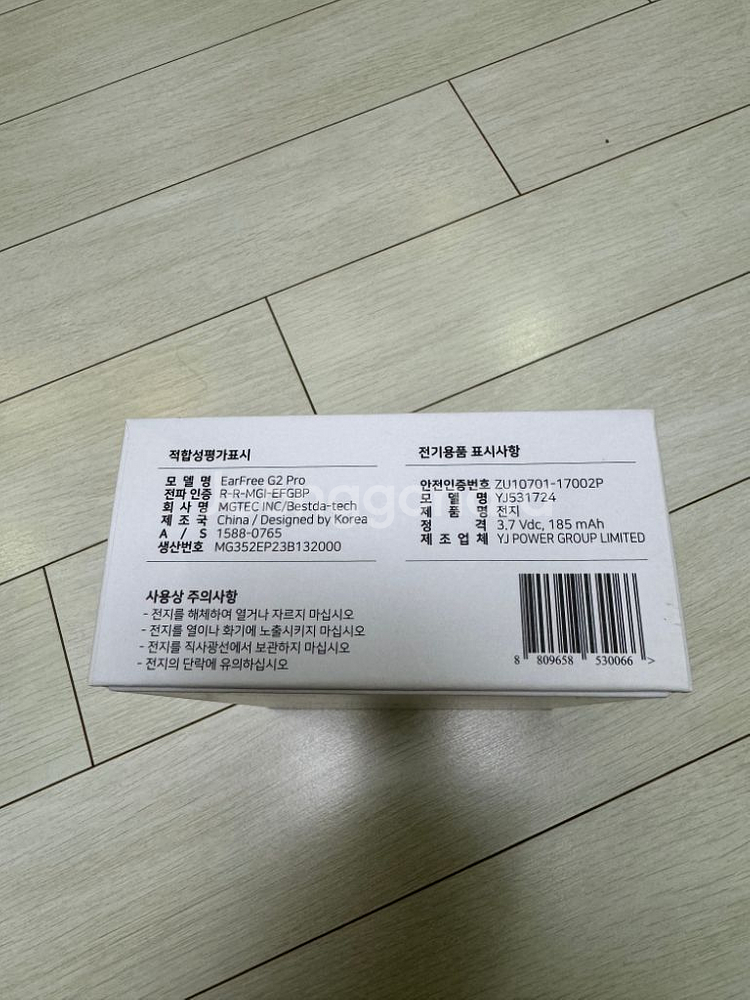 적합성평가표시
모 델 명 EarFree G2 Pro
전파 인증 R-R-MGI-EFGBP
회 사 명 MGTEC INC/Bestda-tech
제 조 국 China / Designed by Korea
A / S 1588-0765
생산번호 MG352EP23B132000
전기용품 표시사항
안전인증번호 ZU10701-17002P
모 델 명 YJ531724
제 품 명 전지
정 격 3.7 Vdc, 185 mAh
제 조 업 체 YJ POWER GROUP LIMITED
사용상 주의사항
- 전지를 해체하여 열거나 자르지 마십시오
- 전지를 열이나 화기에 노출시키지 마십시오
- 전지를 직사광선에서 보관하지 마십시오
- 전지의 단락에 유의하십시오
8 809658 530066 >